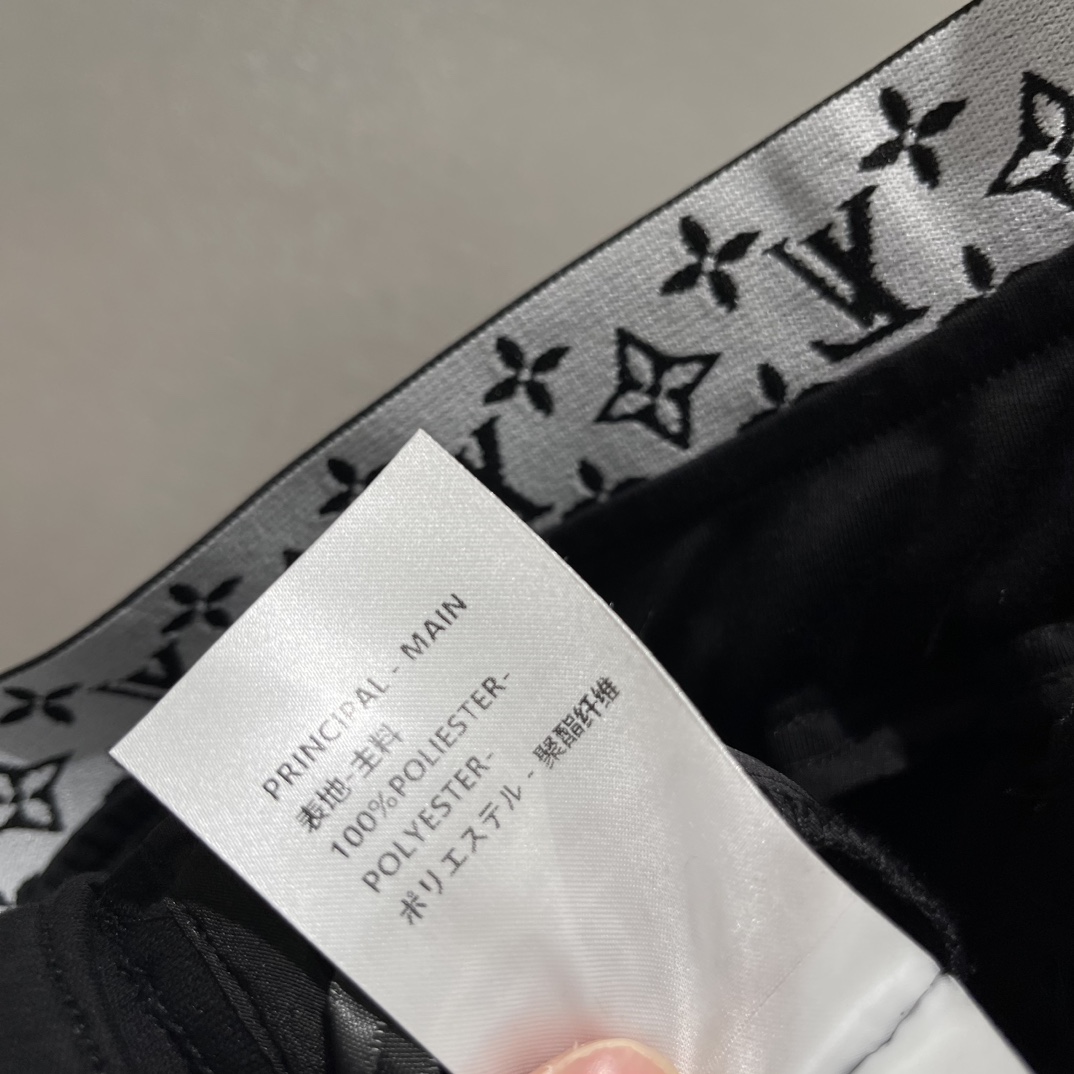 PRINCIPAL - MAIN
表地-主料
100%POLIESTER-
POLYESTER-
ポリエステル - 聚酯纤维